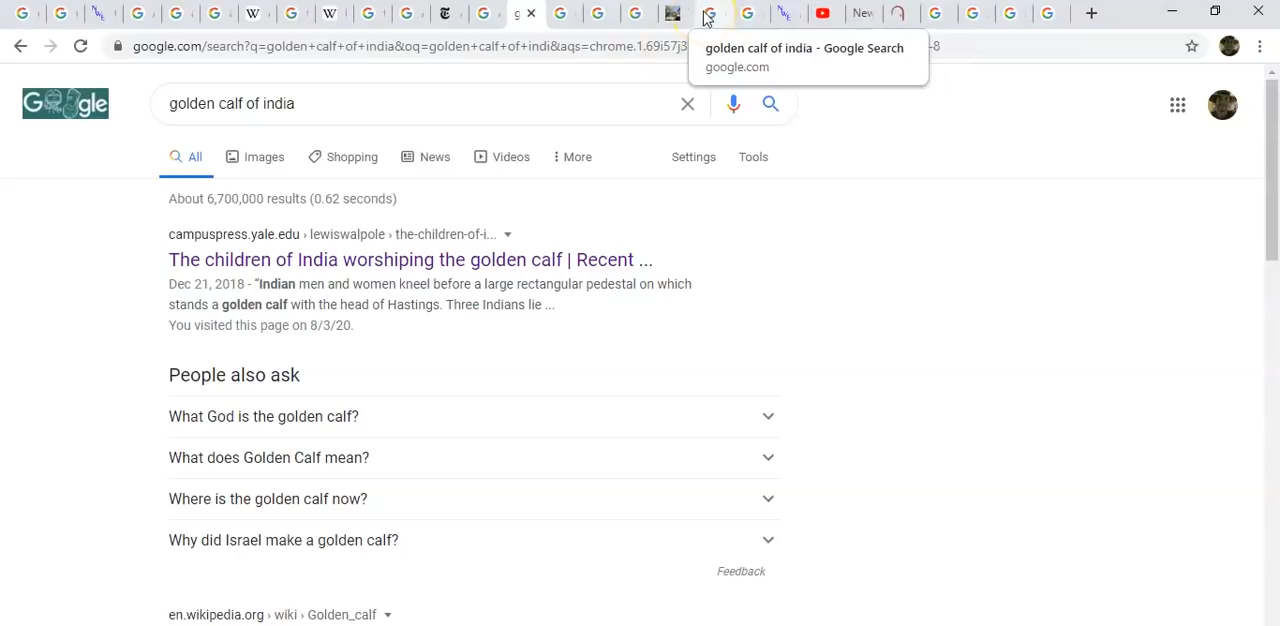 google.com/search?q=golden+calf+of+india&oq=golden+calf+of+indi&aqs=chrome.1.69i57j3
-8
golden calf of india - Google Search
google.com
New
Google
golden calf of india
All
Images
Shopping
News
Videos
More
Settings
Tools
About 6,700,000 results (0.62 seconds)
campuspress.yale.edu › lewiswalpole › the-children-of-i...
The children of India worshiping the golden calf | Recent ...
Dec 21, 2018 - "Indian men and women kneel before a large rectangular pedestal on which
stands a golden calf with the head of Hastings. Three Indians lie ...
You visited this page on 8/3/20.
People also ask
What God is the golden calf?
What does Golden Calf mean?
Where is the golden calf now?
Why did Israel make a golden calf?
Feedback
en.wikipedia.org › wiki › Golden_calf